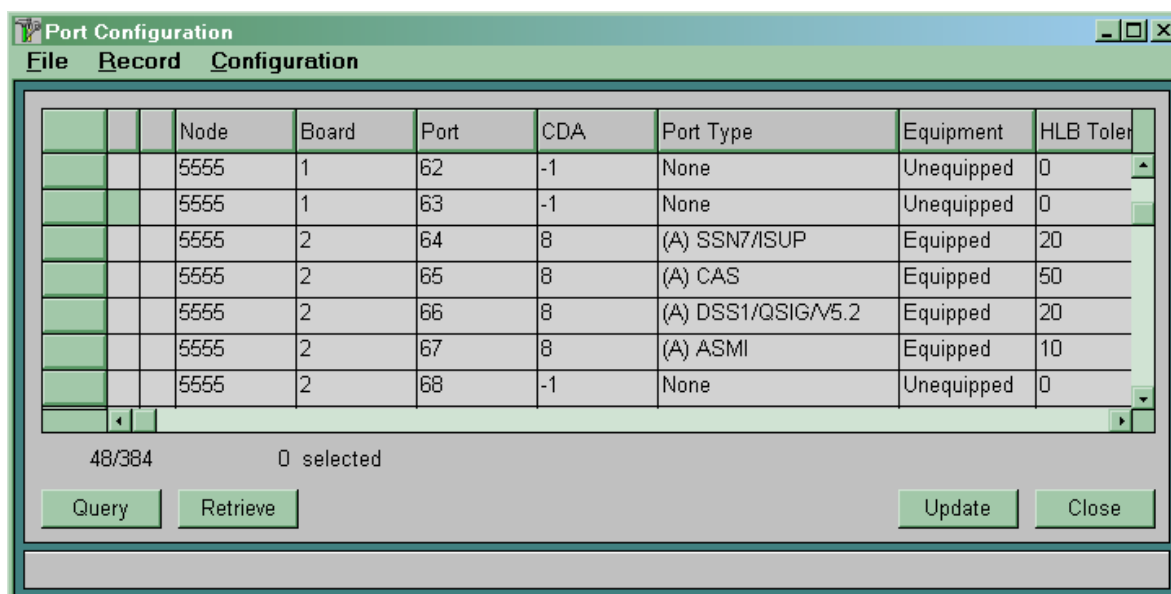 Port Configuration
File Record Configuration
Node Board Port CDA Port Type Equipment HLB Toler
5555 1 62 -1 None Unequipped 0
5555 1 63 -1 None Unequipped 0
5555 2 64 8 (A) SSN7/ISUP Equipped 20
5555 2 65 8 (A) CAS Equipped 50
5555 2 66 8 (A) DSS1/QSIG/V5.2 Equipped 20
5555 2 67 8 (A) ASMI Equipped 10
5555 2 68 -1 None Unequipped 0
48/384 0 selected
Query Retrieve Update Close